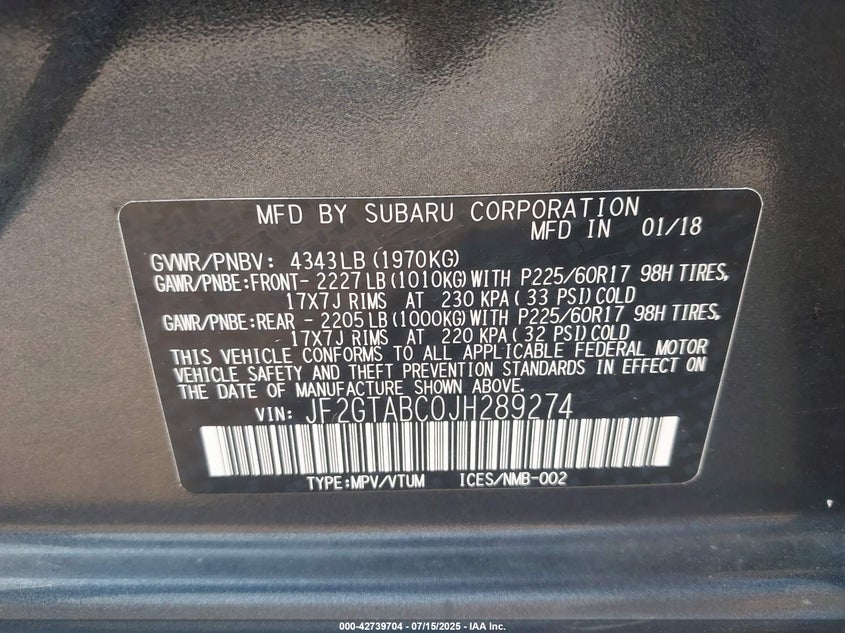 MFD BY SUBARU CORPORATION
MFD IN 01/18
GVWR/PNBV: 4343LB (1970KG)
GAWR/PNBE:FRONT- 2227LB(1010KG)WITH P225/60R17 98H TIRES,
17X7J RIMS AT 230 KPA( 33 PSI)COLD
GAWR/PNBE:REAR - 2205LB(1000KG)WITH P225/60R17 98H TIRES,
17X7J RIMS AT 220 KPA( 32 PSI)COLD
THIS VEHICLE CONFORMS TO ALL APPLICABLE FEDERAL MOTOR
VEHICLE SAFETY AND THEFT PREVENTION STANDARDS IN EFFECT ON
THE DATE OF MANUFACTURE SHOWN ABOVE.
VIN: JF2GTABC0JH289274
TYPE:MPV/VTUM ICES/NMB-002
000-42739704 - 07/15/2025 - IAA Inc.